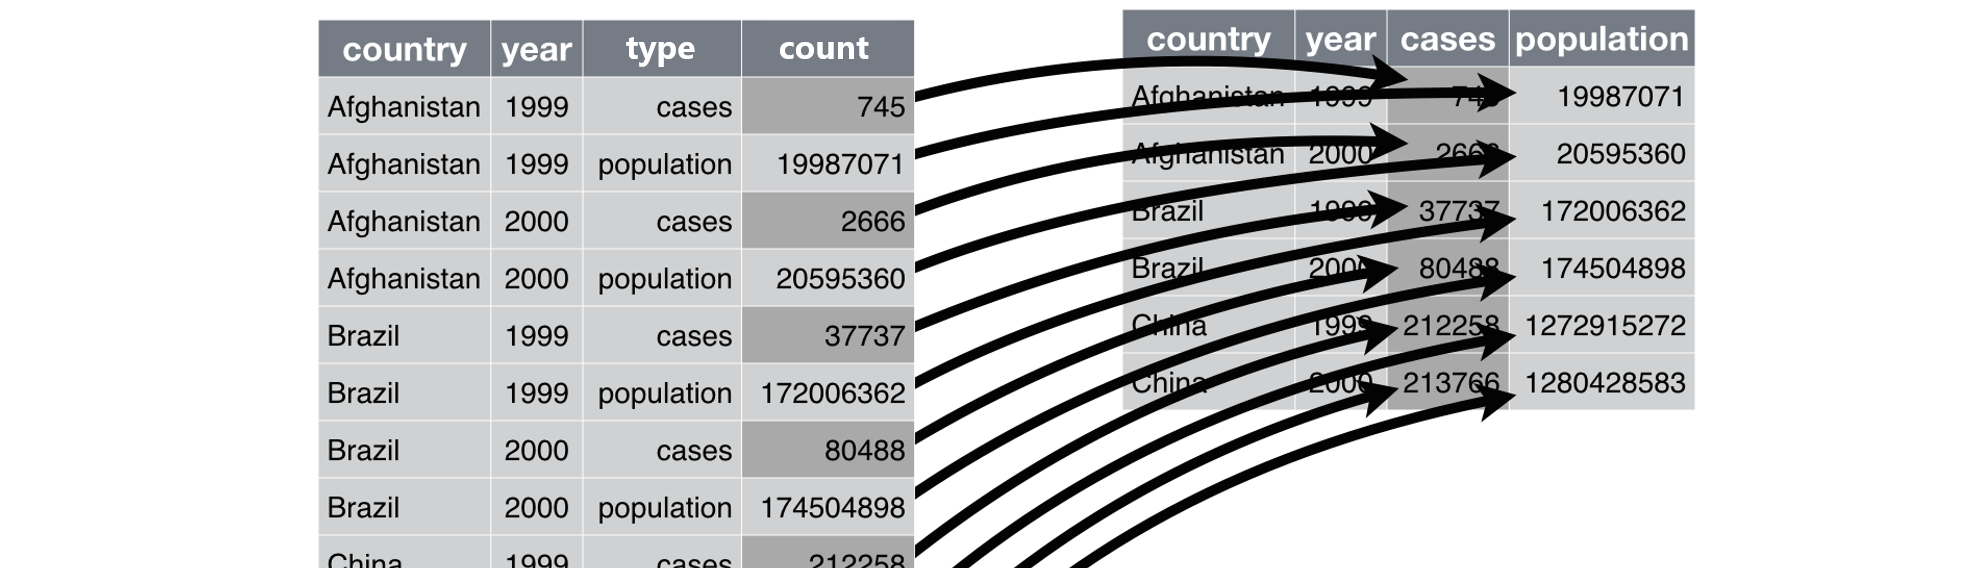 country year type count
Afghanistan 1999 cases 745
Afghanistan 1999 population 19987071
Afghanistan 2000 cases 2666
Afghanistan 2000 population 20595360
Brazil 1999 cases 37737
Brazil 1999 population 172006362
Brazil 2000 cases 80488
Brazil 2000 population 174504898
China 1999 cases 212258
country year cases population
Afghanistan 1999 745 19987071
Afghanistan 2000 2666 20595360
Brazil 1999 37737 172006362
Brazil 2000 80488 174504898
China 1999 212258 1272915272
China 2000 213766 1280428583